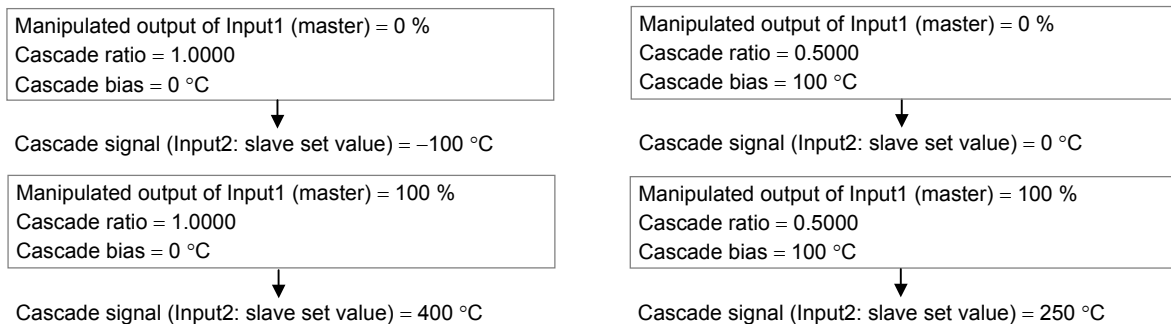 Manipulated output of Input1 (master) = 0 %
Cascade ratio = 1.0000
Cascade bias = 0 °C
Cascade signal (Input2: slave set value) = −100 °C
Manipulated output of Input1 (master) = 100 %
Cascade ratio = 1.0000
Cascade bias = 0 °C
Cascade signal (Input2: slave set value) = 400 °C
Manipulated output of Input1 (master) = 0 %
Cascade ratio = 0.5000
Cascade bias = 100 °C
Cascade signal (Input2: slave set value) = 0 °C
Manipulated output of Input1 (master) = 100 %
Cascade ratio = 0.5000
Cascade bias = 100 °C
Cascade signal (Input2: slave set value) = 250 °C